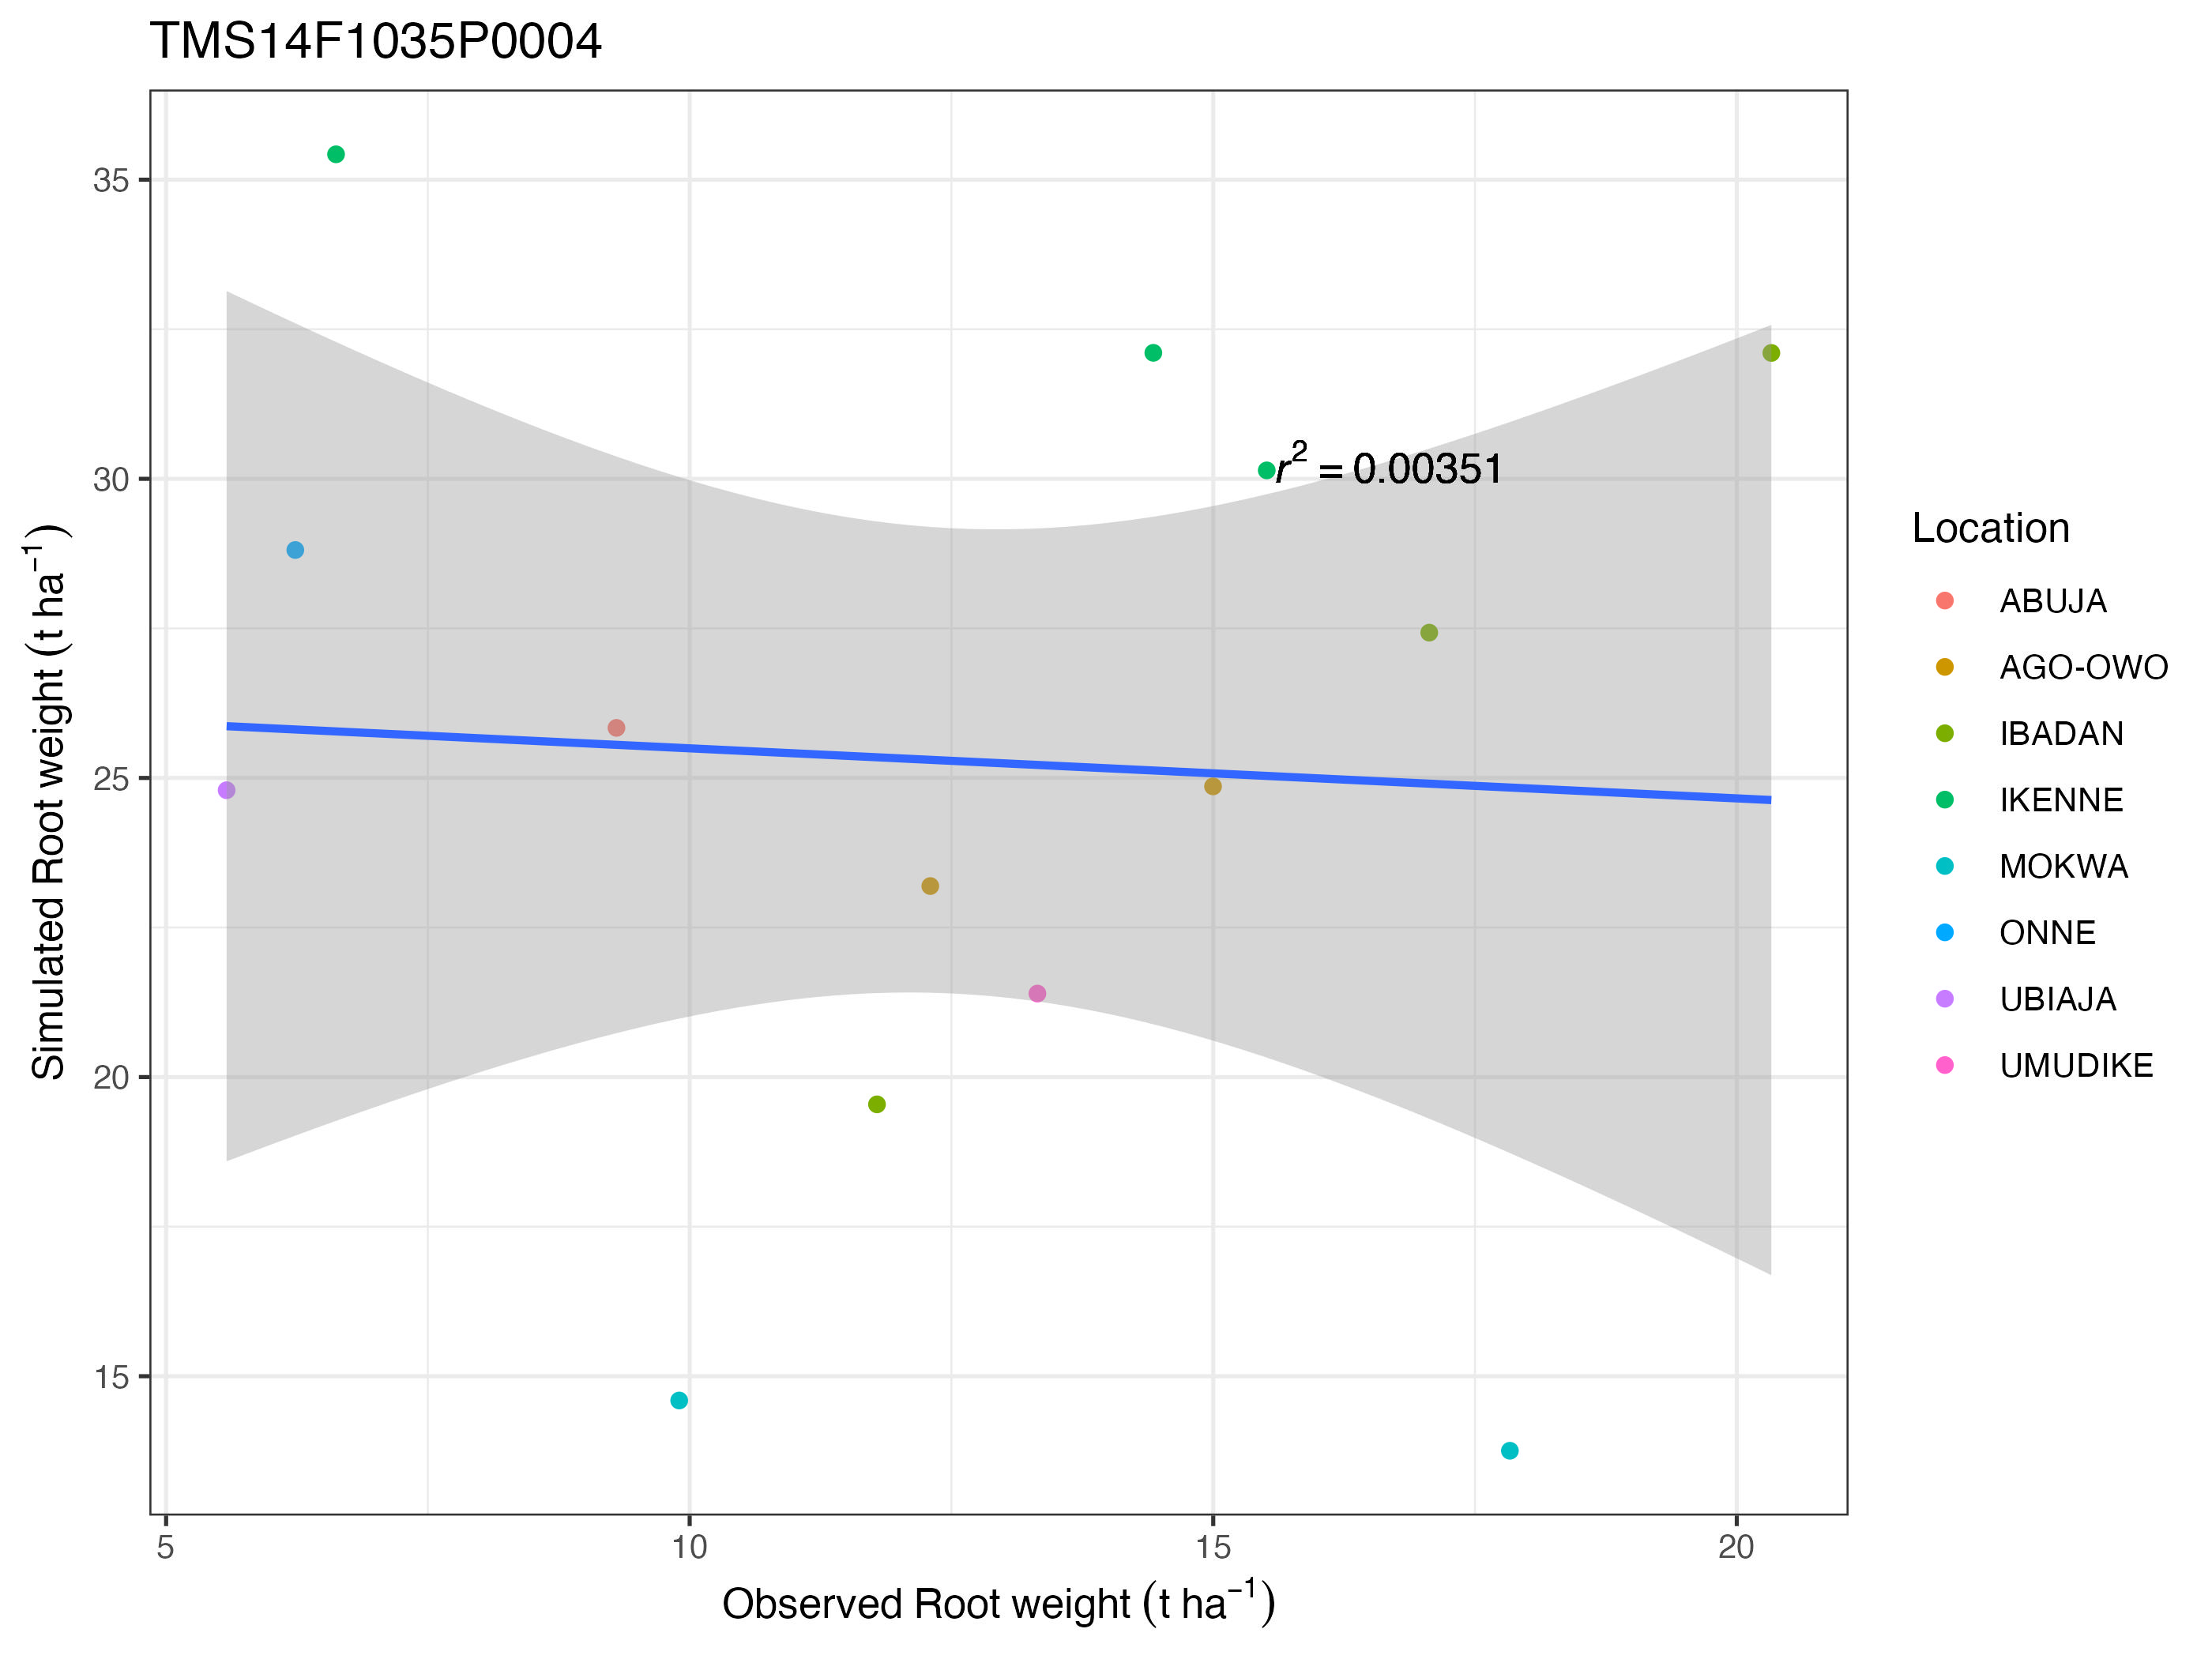 TMS14F1035P0004
35
30
25
20
15
Simulated Root weight (t ha⁻¹)
r² = 0.00351
5 10 15 20
Observed Root weight (t ha⁻¹)
Location
ABUJA
AGO-OWO
IBADAN
IKENNE
MOKWA
ONNE
UBIAJA
UMUDIKE